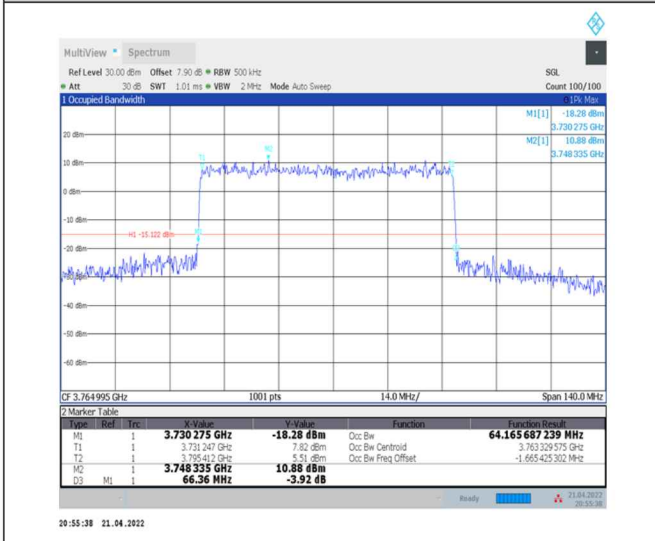 MultiView Spectrum
Ref Level 30.00 dBm Offset 7.90 dB RBW 500 kHz SGL
Att 30 dB SWT 1.01 ms VBW 2 MHz Mode Auto Sweep Count 100/100
1 Occupied Bandwidth 1Pk Max
M1[1] -18.28 dBm
3.730 275 GHz
M2[1] 10.88 dBm
3.748 335 GHz
20 dBm
10 dBm
0 dBm
-10 dBm
H1 -15.122 dBm
-20 dBm
-40 dBm
-50 dBm
-60 dBm
CF 3.764 995 GHz 1001 pts 14.0 MHz/ Span 140.0 MHz
2 Marker Table
Type Ref Trc X-Value Y-Value Function Function Result
M1 1 3.730 275 GHz -18.28 dBm Occ Bw 64.165 687 239 MHz
T1 1 3.731 247 GHz 7.82 dBm Occ Bw Centroid 3.763 329 575 GHz
T2 1 3.795 412 GHz 5.51 dBm Occ Bw Freq Offset -1.665 425 302 MHz
M2 1 3.748 335 GHz 10.88 dBm
D3 M1 1 66.36 MHz -3.92 dB
Ready 21.04.2022
20:55:38
20:55:38 21.04.2022